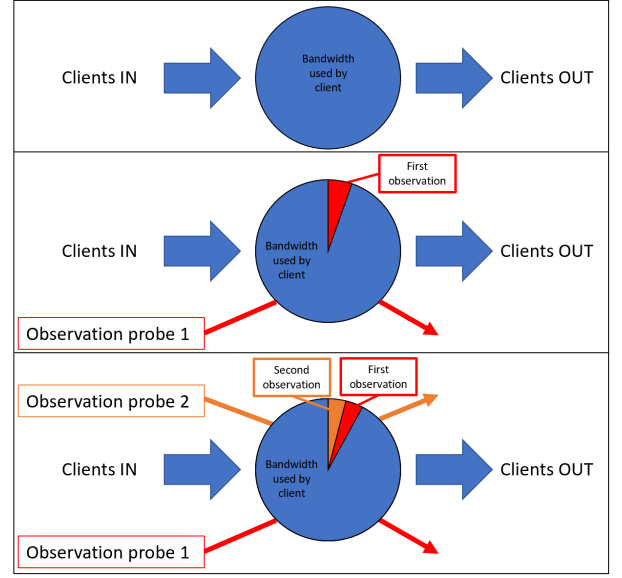 Clients IN
Bandwidth
used by
client
Clients OUT
First
observation
Clients IN
Bandwidth
used by
client
Clients OUT
Observation probe 1
Second
observation
First
observation
Observation probe 2
Clients IN
Bandwidth
used by
client
Clients OUT
Observation probe 1